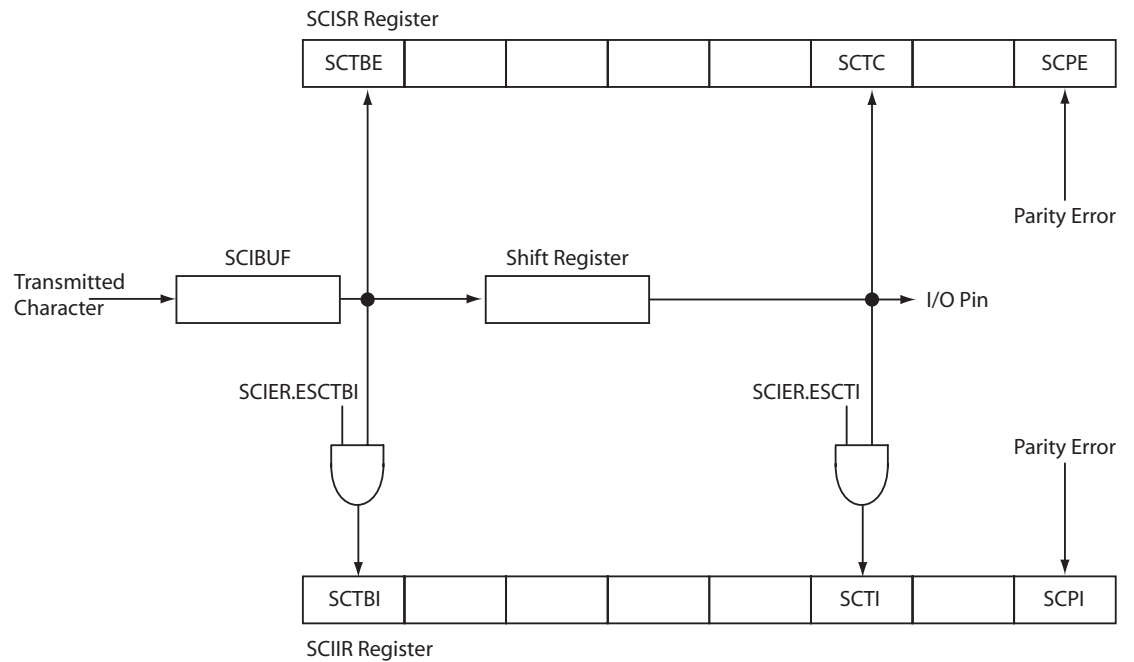 SCISR Register
SCTBE SCTC SCPE
Parity Error
SCIBUF Shift Register
Transmitted
Character
I/O Pin
SCIER.ESCTBI SCIER.ESCTI
Parity Error
SCTBI SCTI SCPI
SCIIR Register